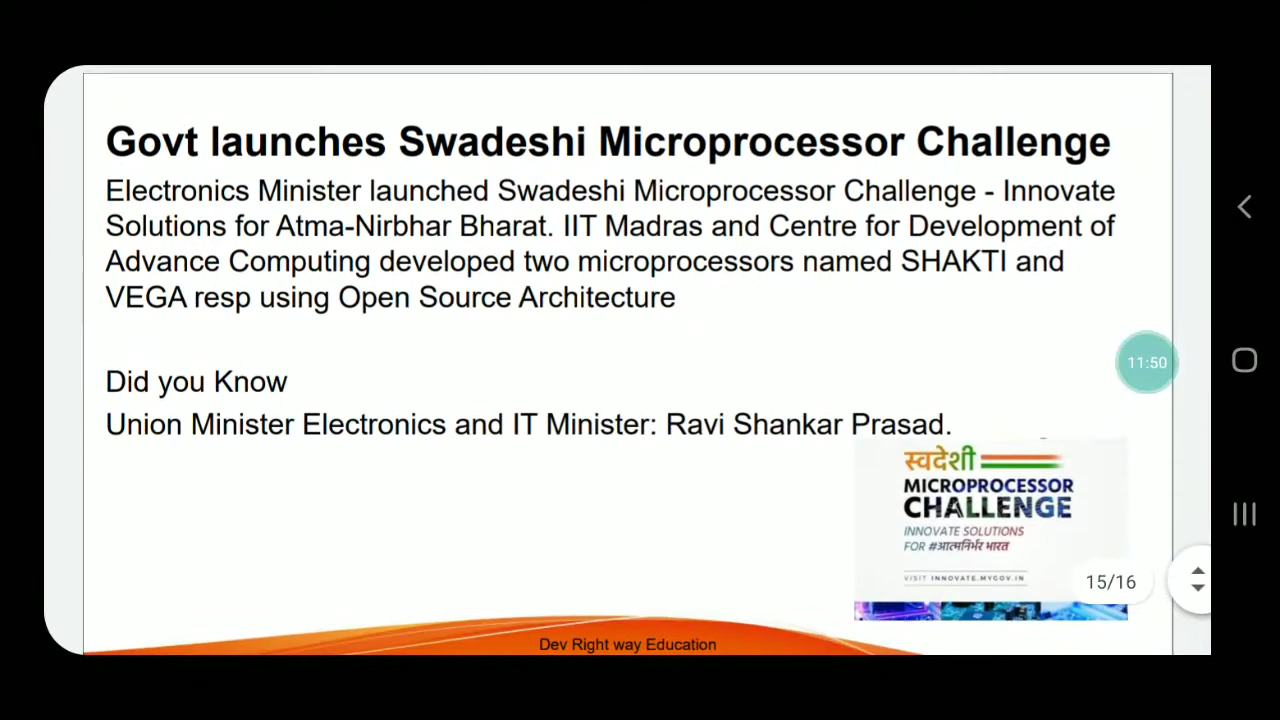 Govt launches Swadeshi Microprocessor Challenge
Electronics Minister launched Swadeshi Microprocessor Challenge - Innovate
Solutions for Atma-Nirbhar Bharat. IIT Madras and Centre for Development of
Advance Computing developed two microprocessors named SHAKTI and
VEGA resp using Open Source Architecture
11:50
Did you Know
Union Minister Electronics and IT Minister: Ravi Shankar Prasad.
स्वदेशी
MICROPROCESSOR
CHALLENGE
INNOVATE SOLUTIONS
FOR #आत्मनिर्भर भारत
VISIT INNOVATE.MYGOV.IN
15/16
Dev Right way Education